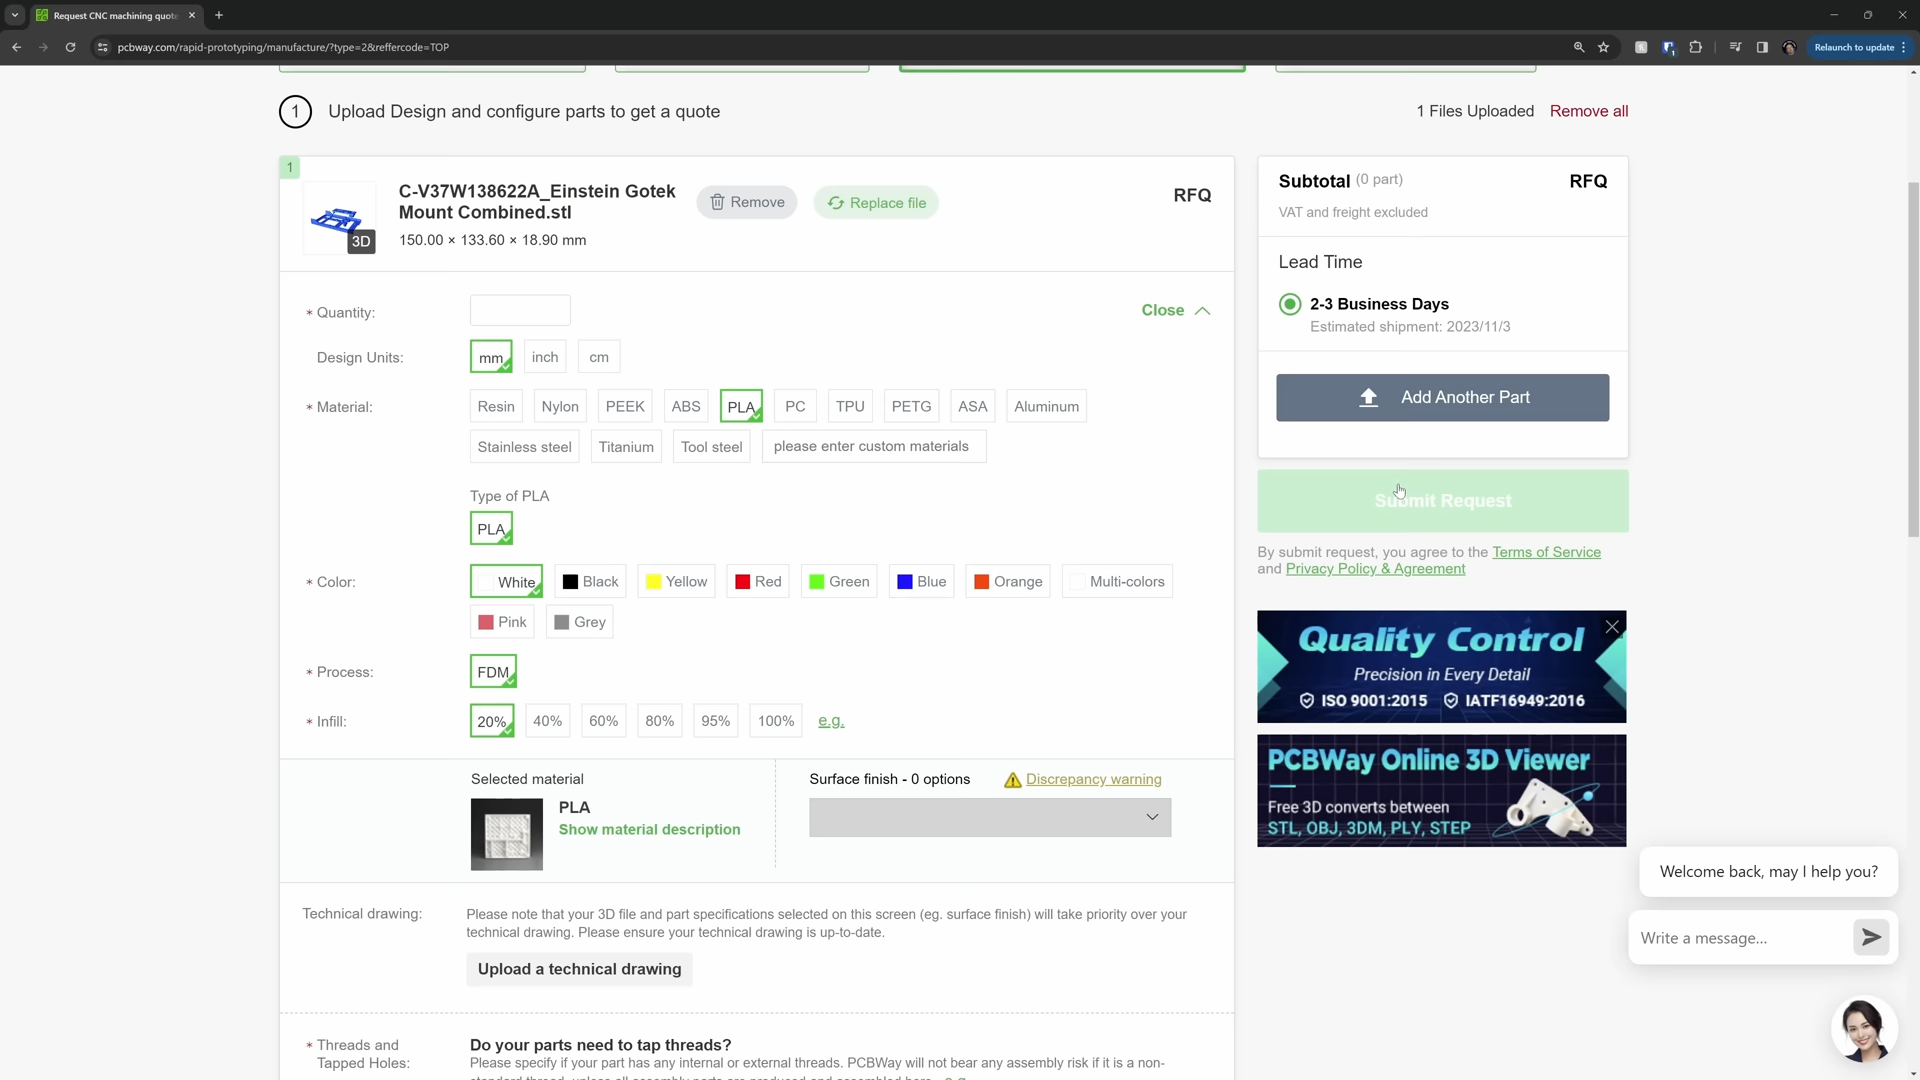 Request CNC machining quote
pcbway.com/rapid-prototyping/manufacture/?type=2&reffercode=TOP
Relaunch to update
1 Upload Design and configure parts to get a quote
1 Files Uploaded Remove all
1
C-V37W138622A_Einstein Gotek
Mount Combined.stl
3D
150.00 × 133.60 × 18.90 mm
Remove
Replace file
RFQ
* Quantity:
Close
Design Units: mm inch cm
* Material: Resin Nylon PEEK ABS PLA PC TPU PETG ASA Aluminum
Stainless steel Titanium Tool steel please enter custom materials
Type of PLA
PLA
* Color: White Black Yellow Red Green Blue Orange Multi-colors
Pink Grey
* Process: FDM
* Infill: 20% 40% 60% 80% 95% 100% e.g.
Selected material
PLA
Show material description
Surface finish - 0 options Discrepancy warning
Technical drawing: Please note that your 3D file and part specifications selected on this screen (eg. surface finish) will take priority over your
technical drawing. Please ensure your technical drawing is up-to-date.
Upload a technical drawing
* Threads and
Tapped Holes:
Do your parts need to tap threads?
Please specify if your part has any internal or external threads. PCBWay will not bear any assembly risk if it is a non-
standard thread, unless all assembly parts are produced and assembled here. e.g.
Subtotal (0 part) RFQ
VAT and freight excluded
Lead Time
2-3 Business Days
Estimated shipment: 2023/11/3
Add Another Part
Submit Request
By submit request, you agree to the Terms of Service
and Privacy Policy & Agreement
Quality Control
Precision in Every Detail
ISO 9001:2015 IATF16949:2016
PCBWay Online 3D Viewer
Free 3D converts between
STL, OBJ, 3DM, PLY, STEP
Welcome back, may I help you?
Write a message...